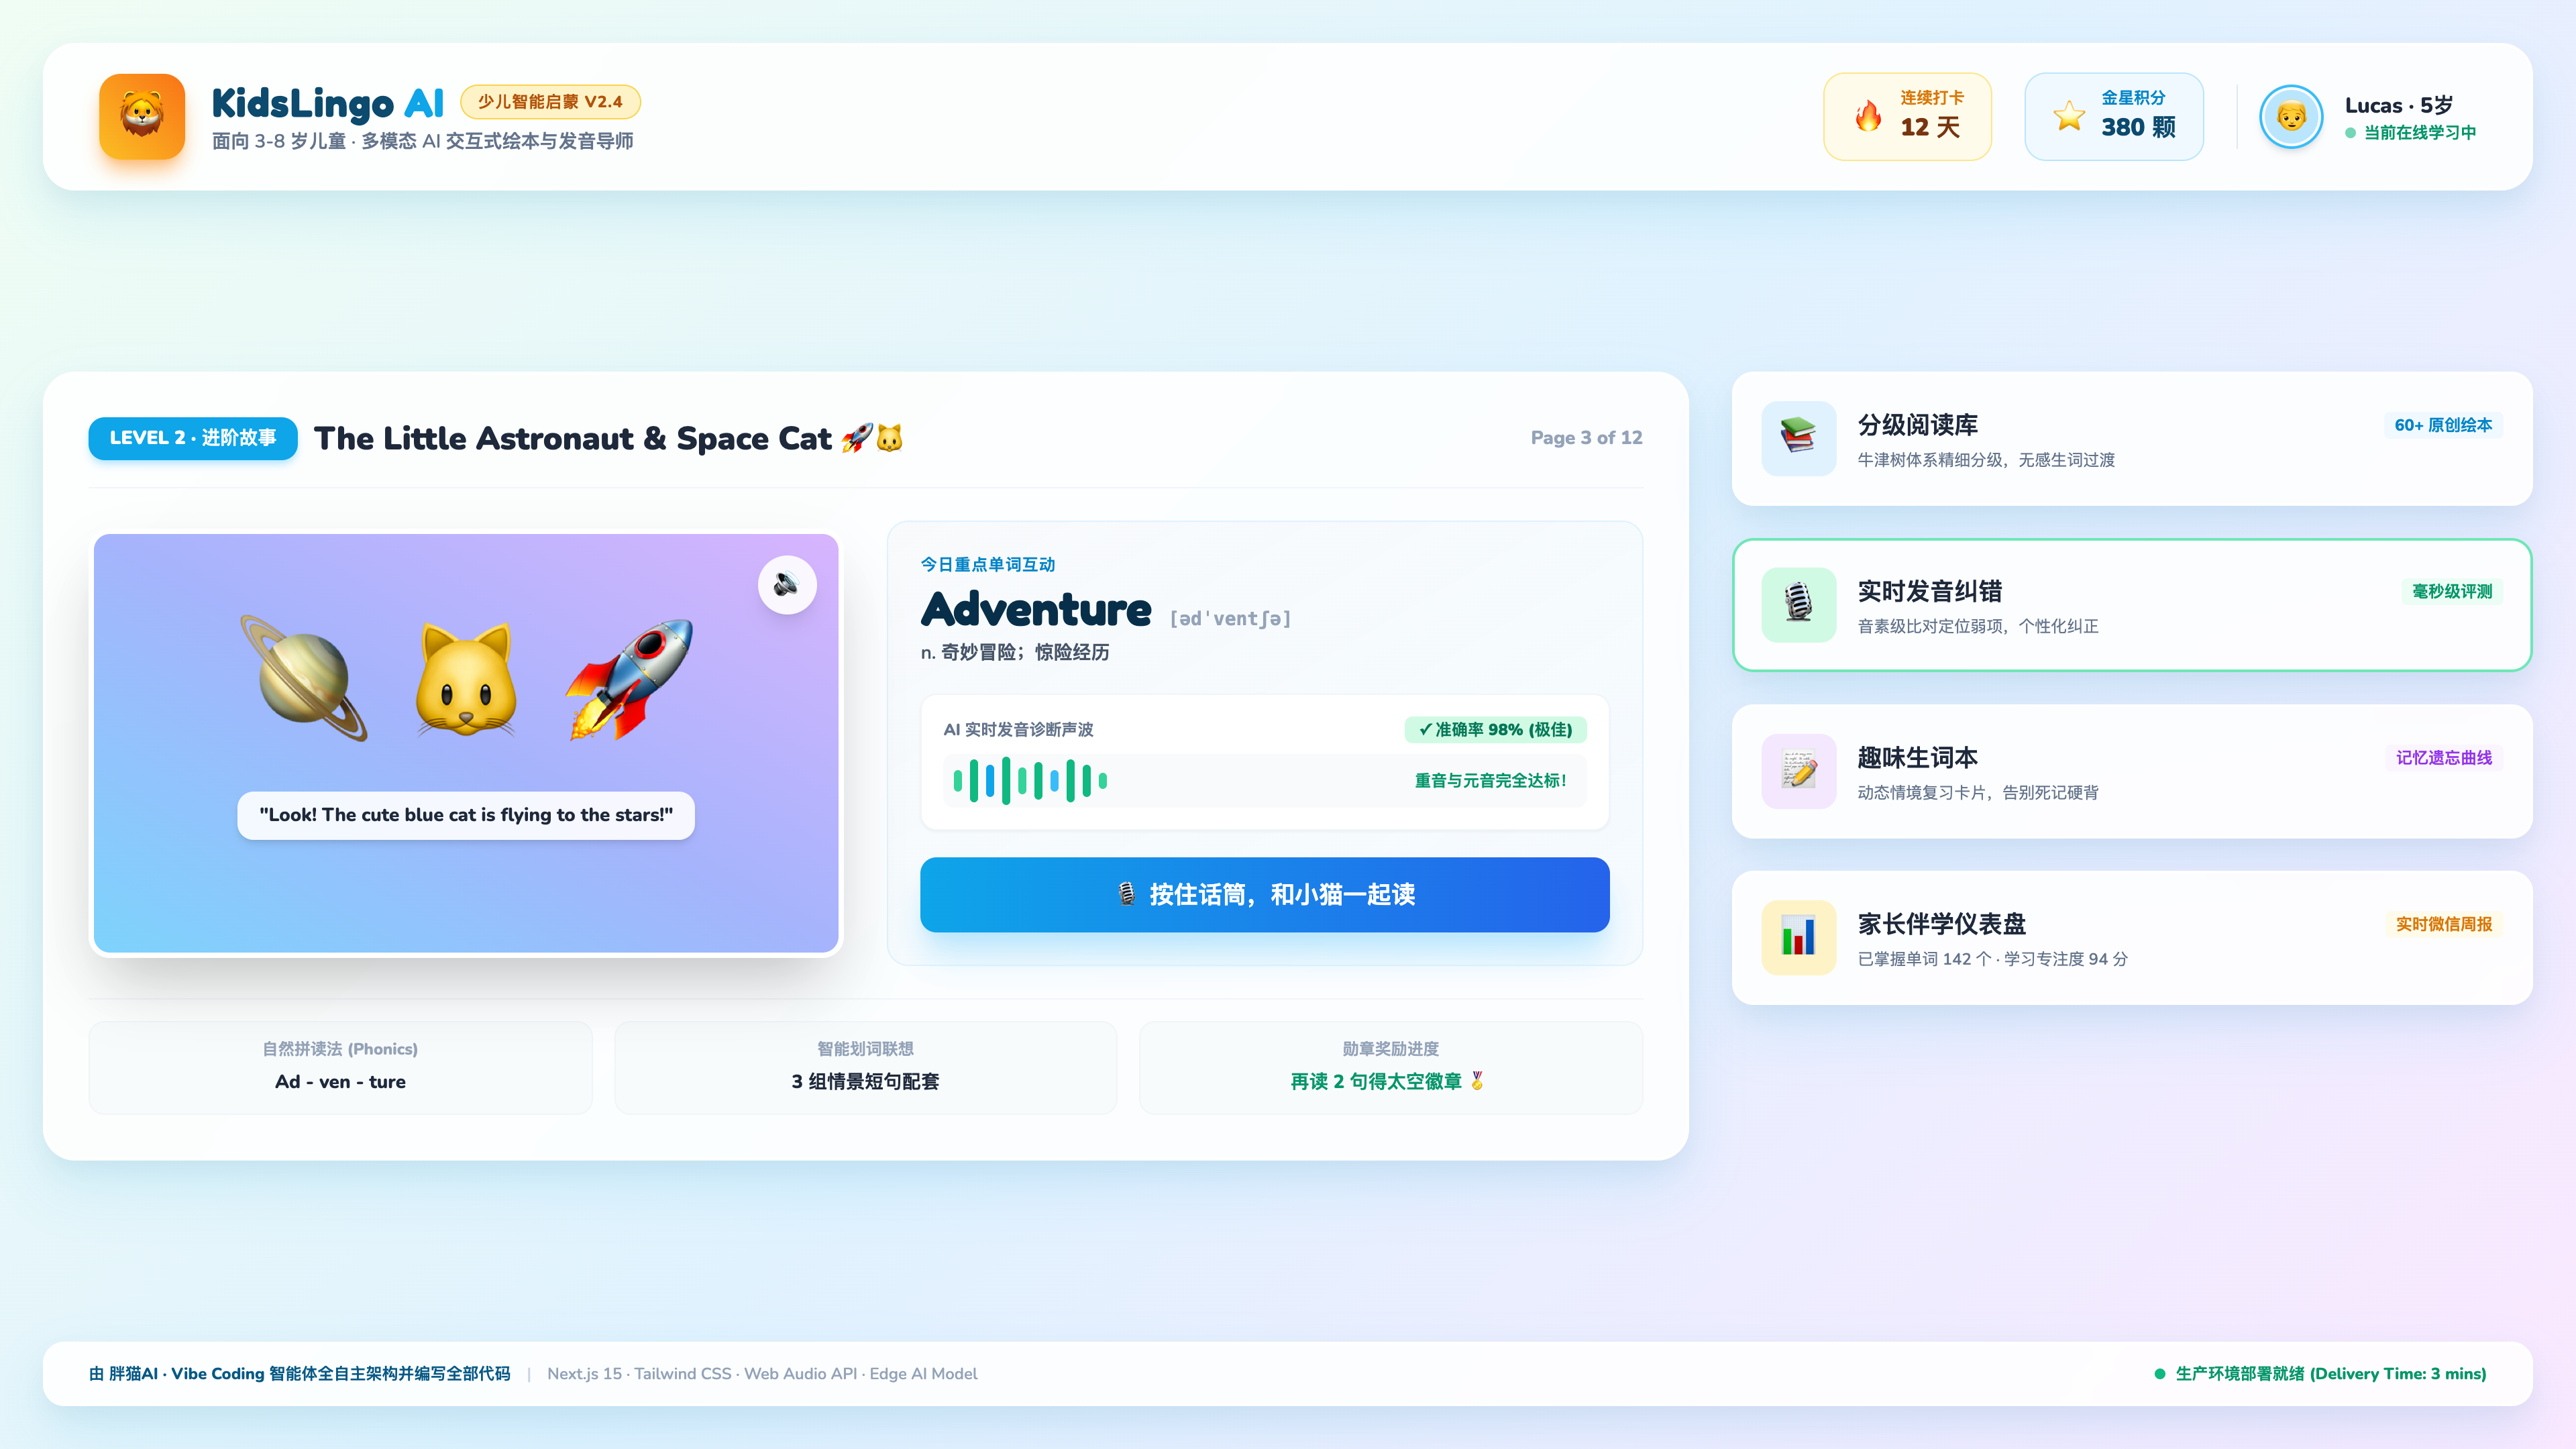 KidsLingo AI
少儿智能启蒙 V2.4
面向 3-8 岁儿童 · 多模态 AI 交互式绘本与发音导师
连续打卡
12 天
金星积分
380 颗
Lucas · 5岁
当前在线学习中
LEVEL 2 · 进阶故事
The Little Astronaut & Space Cat 🚀🐱
Page 3 of 12
"Look! The cute blue cat is flying to the stars!"
今日重点单词互动
Adventure [ədˈventʃə]
n. 奇妙冒险；惊险经历
AI 实时发音诊断声波
✓ 准确率 98% (极佳)
重音与元音完全达标！
🎙️ 按住话筒，和小猫一起读
自然拼读法 (Phonics)
Ad - ven - ture
智能划词联想
3 组情景短句配套
勋章奖励进度
再读 2 句得太空徽章 🏅
分级阅读库
60+ 原创绘本
牛津树体系精细分级，无感生词过渡
实时发音纠错
毫秒级评测
音素级比对定位弱项，个性化纠正
趣味生词本
记忆遗忘曲线
动态情境复习卡片，告别死记硬背
家长伴学仪表盘
实时微信周报
已掌握单词 142 个 · 学习专注度 94 分
由 胖猫AI · Vibe Coding 智能体全自主架构并编写全部代码 | Next.js 15 · Tailwind CSS · Web Audio API · Edge AI Model
生产环境部署就绪 (Delivery Time: 3 mins)